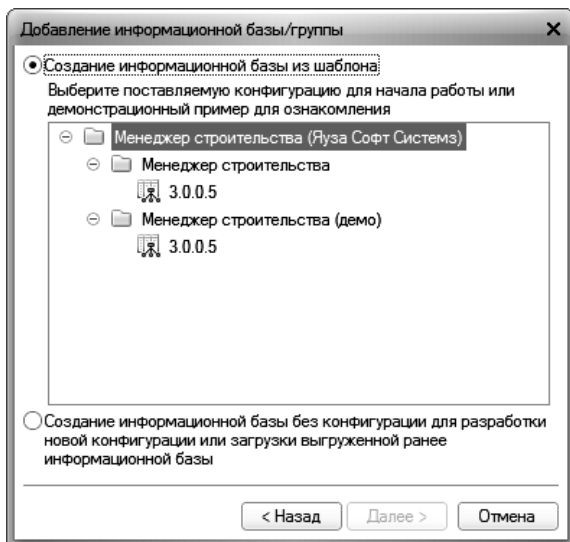 Добавление информационной базы/группы
Создание информационной базы из шаблона
Выберите поставляемую конфигурацию для начала работы или
демонстрационный пример для ознакомления
Менеджер строительства (Яуза Софт Системз)
Менеджер строительства
3.0.0.5
Менеджер строительства (демо)
3.0.0.5
Создание информационной базы без конфигурации для разработки
новой конфигурации или загрузки выгруженной ранее
информационной базы
< Назад Далее > Отмена